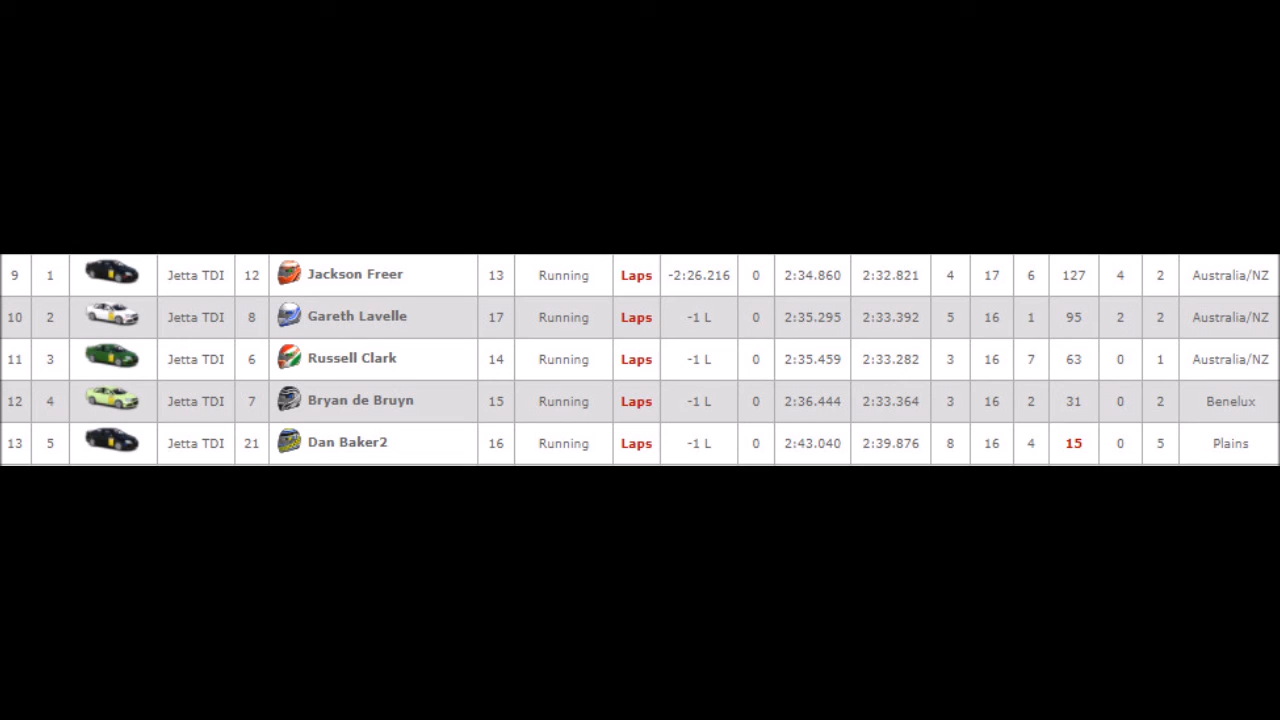 9 1 Jetta TDI 12 Jackson Freer 13 Running Laps -2:26.216 0 2:34.860 2:32.821 4 17 6 127 4 2 Australia/NZ
10 2 Jetta TDI 8 Gareth Lavelle 17 Running Laps -1 L 0 2:35.295 2:33.392 5 16 1 95 2 2 Australia/NZ
11 3 Jetta TDI 6 Russell Clark 14 Running Laps -1 L 0 2:35.459 2:33.282 3 16 7 63 0 1 Australia/NZ
12 4 Jetta TDI 7 Bryan de Bruyn 15 Running Laps -1 L 0 2:36.444 2:33.364 3 16 2 31 0 2 Benelux
13 5 Jetta TDI 21 Dan Baker2 16 Running Laps -1 L 0 2:43.040 2:39.876 8 16 4 15 0 5 Plains